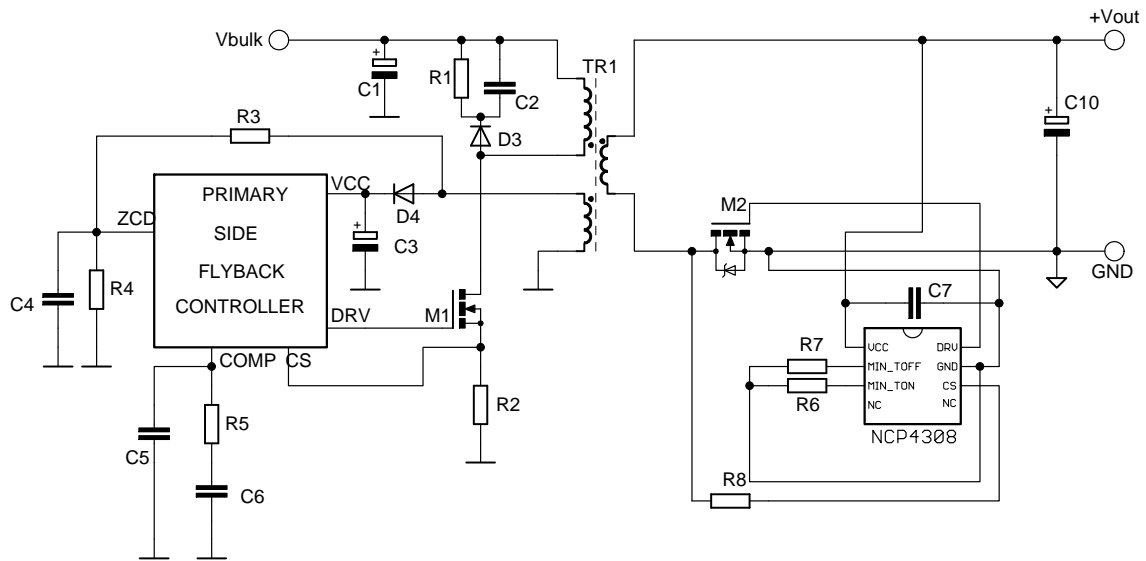 +Vout
Vbulk
TR1
R1
C1
C2
C10
R3
D3
VCC
PRIMARY
M2
ZCD
D4
SIDE
C3
FLYBACK
GND
R4
C7
C4
CONTROLLER
DRV
M1
R7
VCC
DRV
COMP
CS
MIN_TOFF
GND
MIN_TON
CS
R2
R6
NC
NC
R5
NCP4308
C5
R8
C6
+
+
+